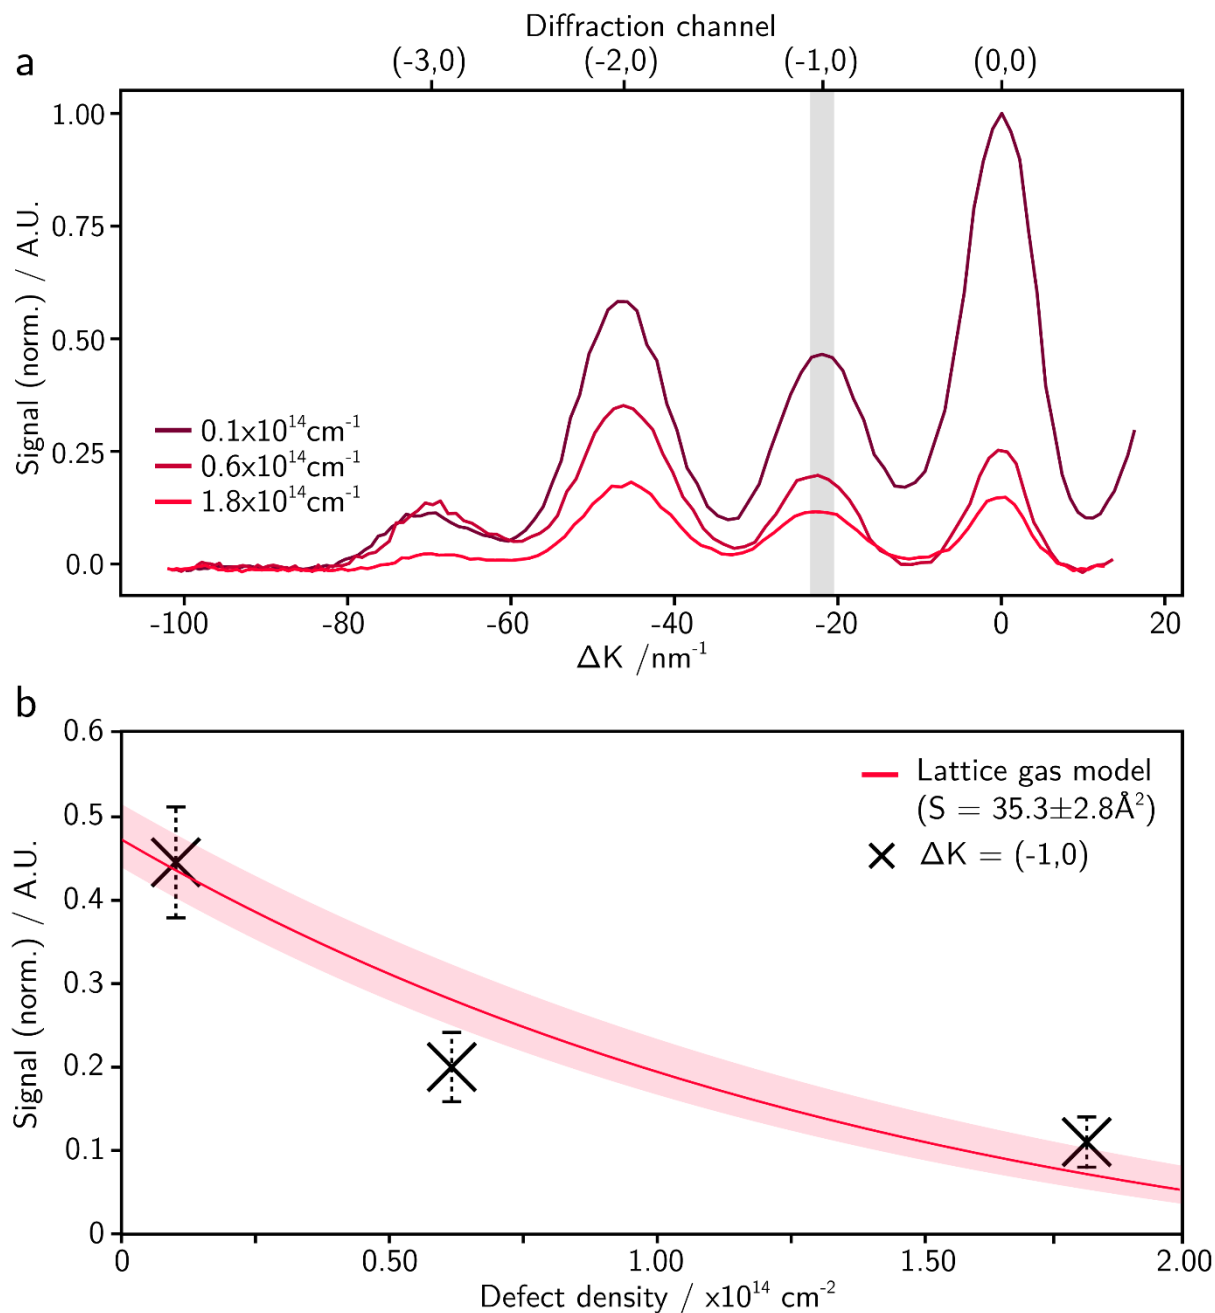 a
Diffraction channel
(-3,0) (-2,0) (-1,0) (0,0)
1.00
0.75
0.50
0.25
0.0
Signal (norm.) / A.U.
0.1x10¹⁴cm⁻¹
0.6x10¹⁴cm⁻¹
1.8x10¹⁴cm⁻¹
-100 -80 -60 -40 -20 0 20
ΔK /nm⁻¹
b
0.6
0.5
0.4
0.3
0.2
0.1
0
Signal (norm.) / A.U.
Lattice gas model
(S = 35.3±2.8Å²)
ΔK = (-1,0)
0 0.50 1.00 1.50 2.00
Defect density / x10¹⁴ cm⁻²